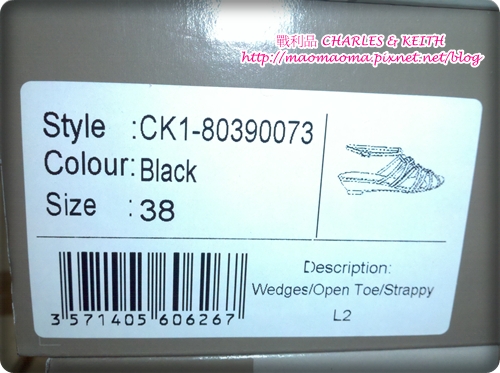 戰利品 CHARLES & KEITH
http://maomaoma.pixnet.net/blog
Style :CK1-80390073
Colour: Black
Size : 38
Description:
Wedges/Open Toe/Strappy
L2
3 571405 606267